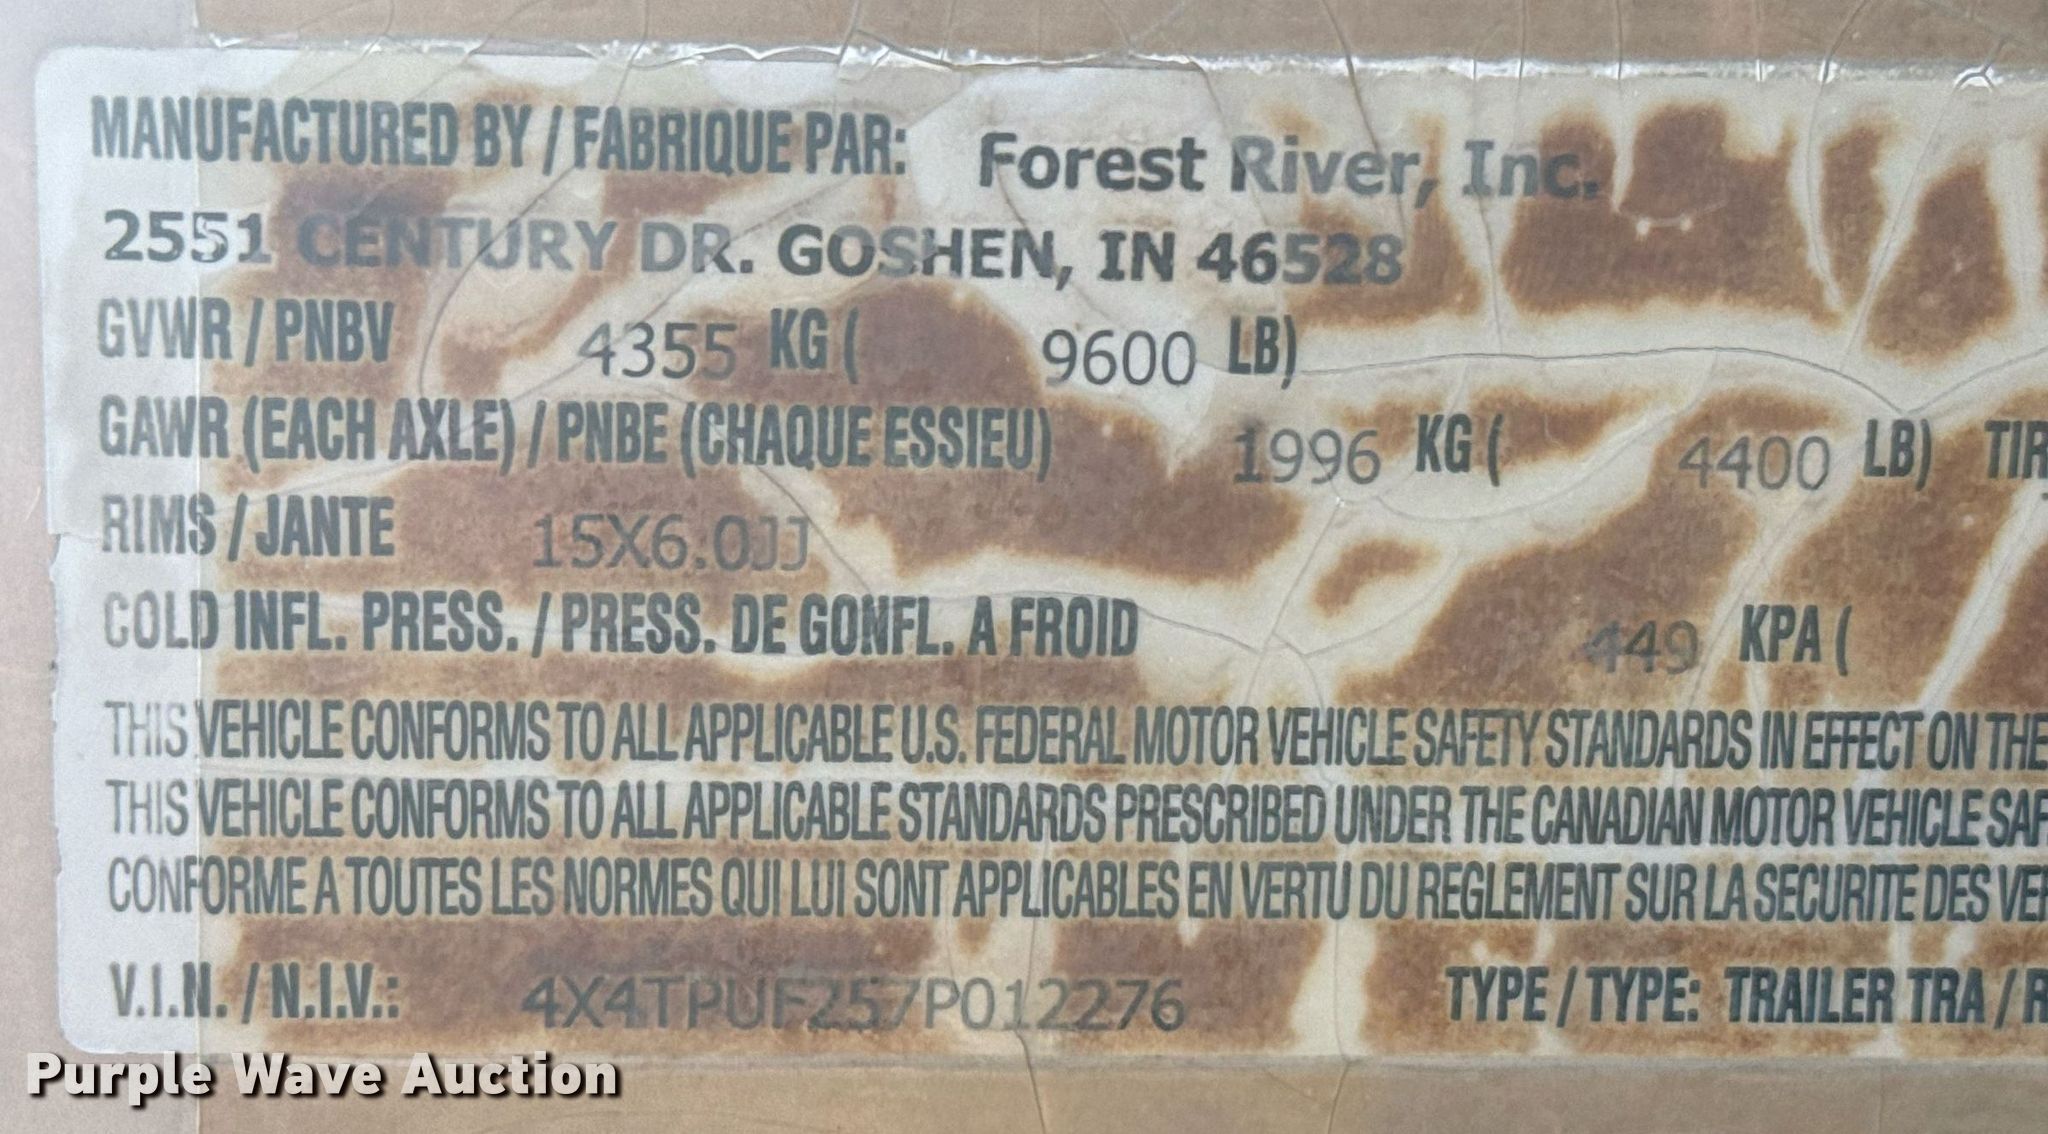 MANUFACTURED BY / FABRIQUE PAR: Forest River, Inc.
2551 CENTURY DR. GOSHEN, IN 46528
GVWR / PNBV 4355 KG ( 9600 LB)
GAWR (EACH AXLE) / PNBE (CHAQUE ESSIEU) 1996 KG ( 4400 LB) TIR
RIMS / JANTE 15X6.0JJ
COLD INFL. PRESS. / PRESS. DE GONFL. A FROID 449 KPA (
THIS VEHICLE CONFORMS TO ALL APPLICABLE U.S. FEDERAL MOTOR VEHICLE SAFETY STANDARDS IN EFFECT ON THE
THIS VEHICLE CONFORMS TO ALL APPLICABLE STANDARDS PRESCRIBED UNDER THE CANADIAN MOTOR VEHICLE SAF
CONFORME A TOUTES LES NORMES QUI LUI SONT APPLICABLES EN VERTU DU REGLEMENT SUR LA SECURITE DES VEH
V.I.N. / N.I.V.: 4X4TPUF257P012276 TYPE / TYPE: TRAILER TRA / R
Purple Wave Auction